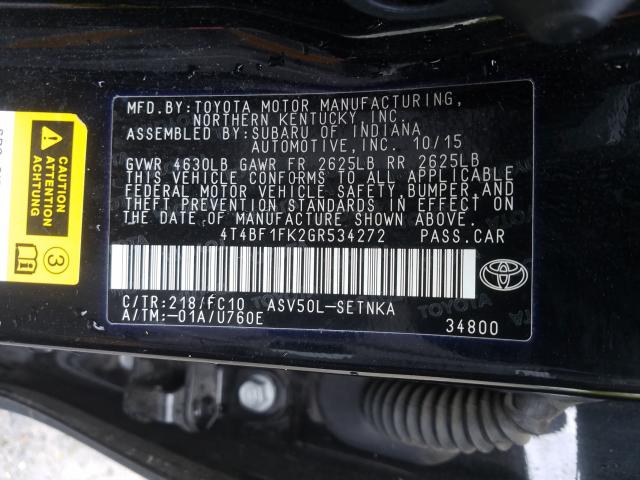 MFD.BY:TOYOTA MOTOR MANUFACTURING,
NORTHERN KENTUCKY, INC.
ASSEMBLED BY:SUBARU OF INDIANA
AUTOMOTIVE,INC. 10/15
GVWR 4630LB GAWR FR 2625LB RR 2625LB
THIS VEHICLE CONFORMS TO ALL APPLICABLE
FEDERAL MOTOR VEHICLE SAFETY,BUMPER,AND
THEFT PREVENTION STANDARDS IN EFFECT ON
THE DATE OF MANUFACTURE SHOWN ABOVE.
4T4BF1FK2GR534272 PASS.CAR
C/TR:218/FC10 ASV50L-SETNKA
A/TM:-01A/U760E
34800
TOYOTA
CAUTION
3